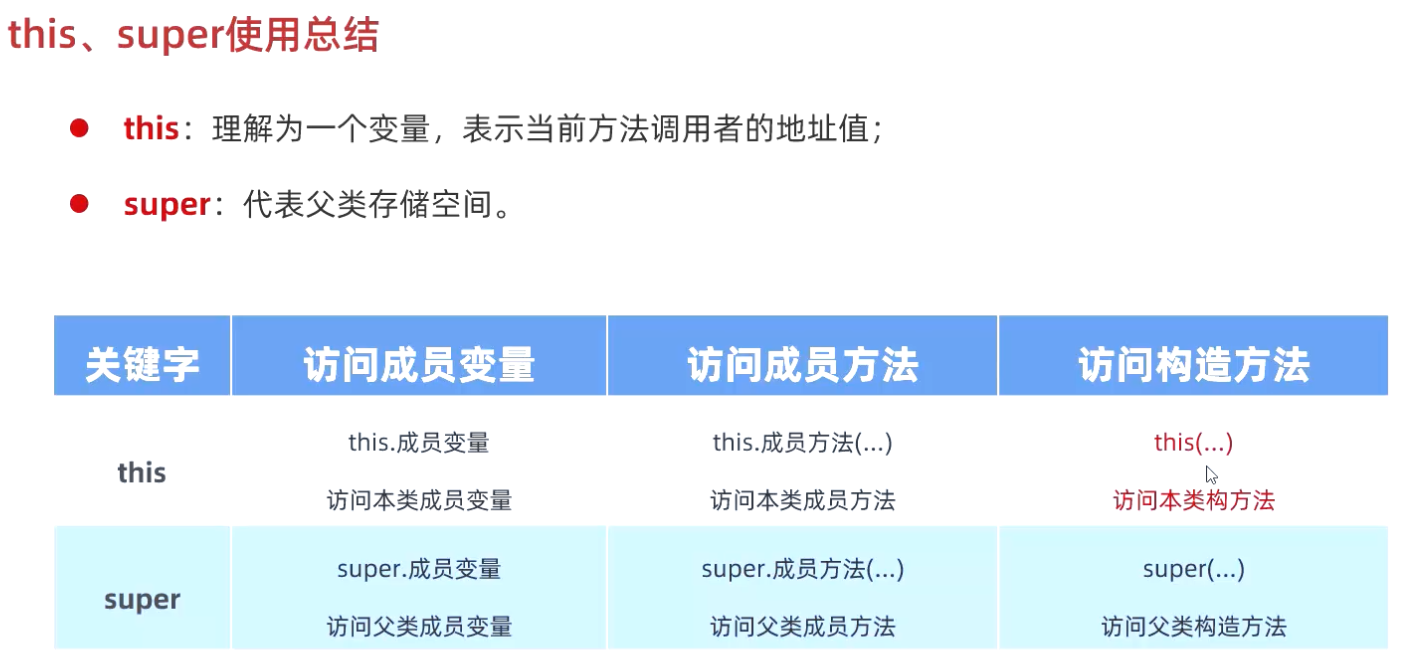 this、super使用总结
this：理解为一个变量，表示当前方法调用者的地址值；
super：代表父类存储空间。
关键字 访问成员变量 访问成员方法 访问构造方法
this.成员变量 this.成员方法(...) this(...)
this
访问本类成员变量 访问本类成员方法 访问本类构方法
super.成员变量 super.成员方法(...) super(...)
super
访问父类成员变量 访问父类成员方法 访问父类构造方法